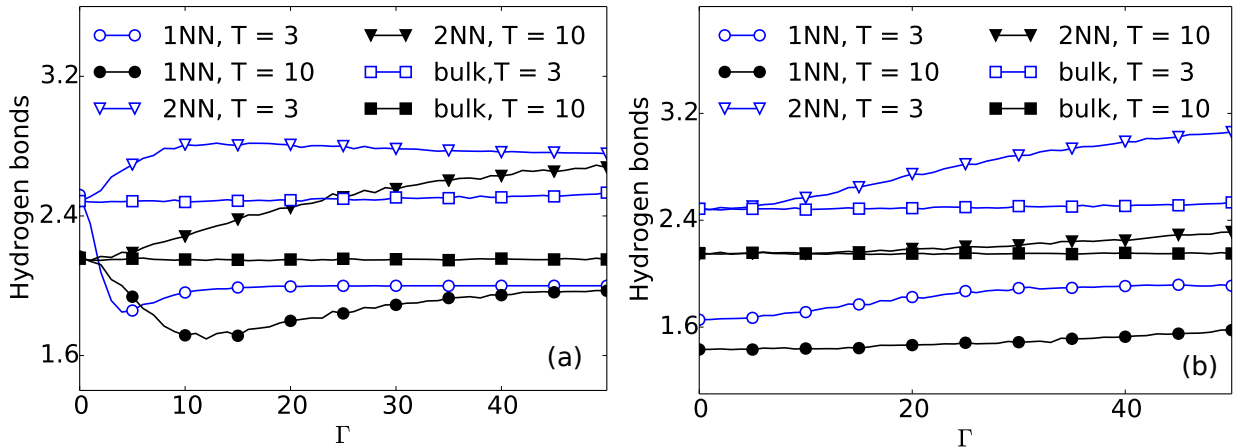 1NN, T = 3
1NN, T = 10
2NN, T = 3
2NN, T = 10
bulk,T = 3
bulk, T = 10
Hydrogen bonds
3.2
2.4
1.6
0
10
20
30
40
Γ
(a)
1NN, T = 3
1NN, T = 10
2NN, T = 3
2NN, T = 10
bulk, T = 3
bulk, T = 10
Hydrogen bonds
3.2
2.4
1.6
0
20
40
Γ
(b)